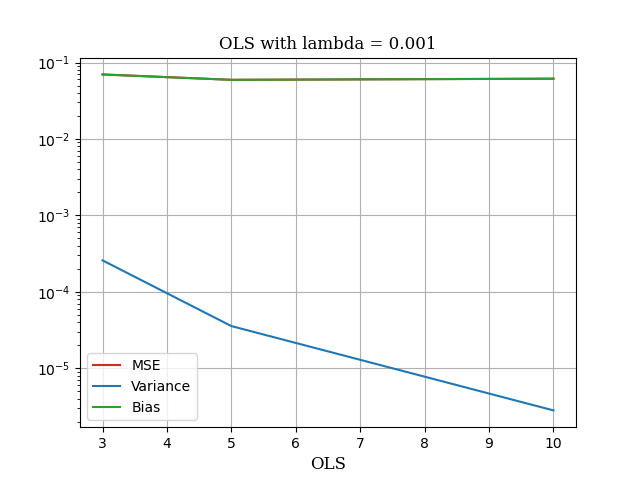 OLS with lambda = 0.001
10⁻¹
10⁻²
10⁻³
10⁻⁴
10⁻⁵
MSE
Variance
Bias
3 4 5 6 7 8 9 10
OLS